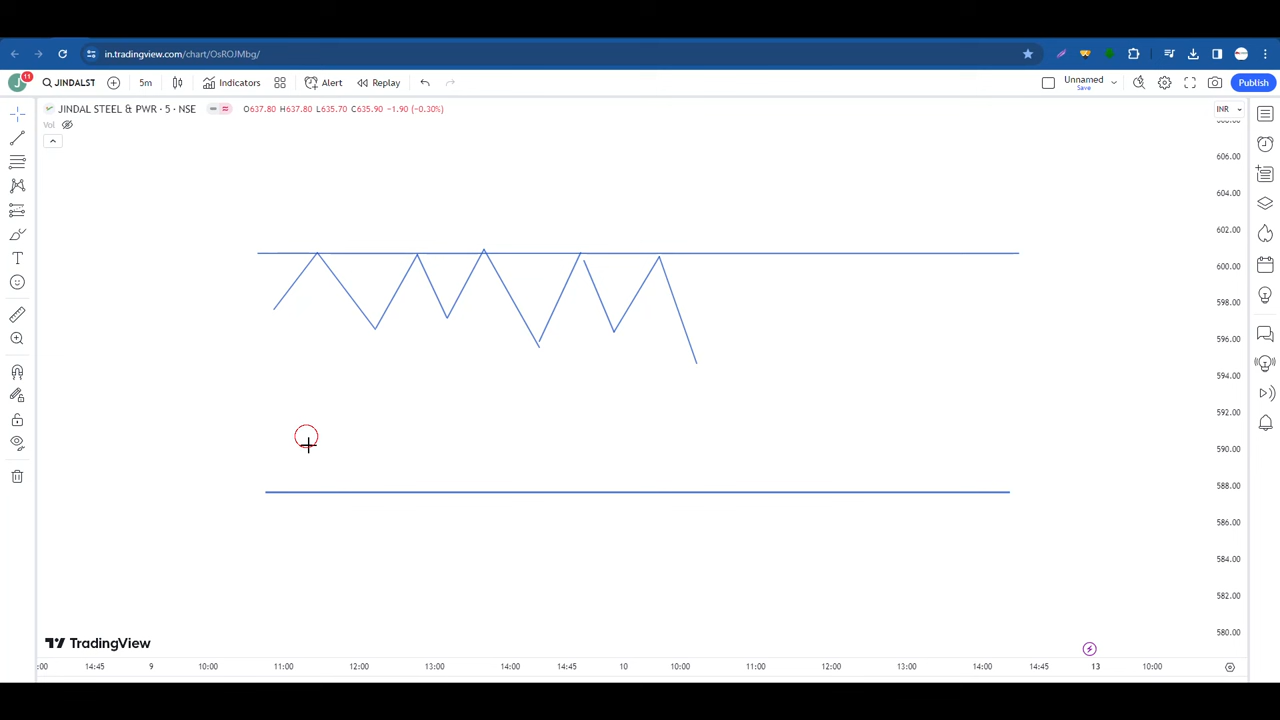 in.tradingview.com/chart/OsROJMbg/
J 11 JINDALST 5m Indicators Alert Replay Unnamed Save Publish
JINDAL STEEL & PWR · 5 · NSE O637.80 H637.80 L635.70 C635.90 −1.90 (−0.30%) INR
Vol
606.00
604.00
602.00
600.00
598.00
596.00
594.00
592.00
590.00
588.00
586.00
584.00
582.00
580.00
TradingView
:00 14:45 9 10:00 11:00 12:00 13:00 14:00 14:45 10 10:00 11:00 12:00 13:00 14:00 14:45 13 10:00